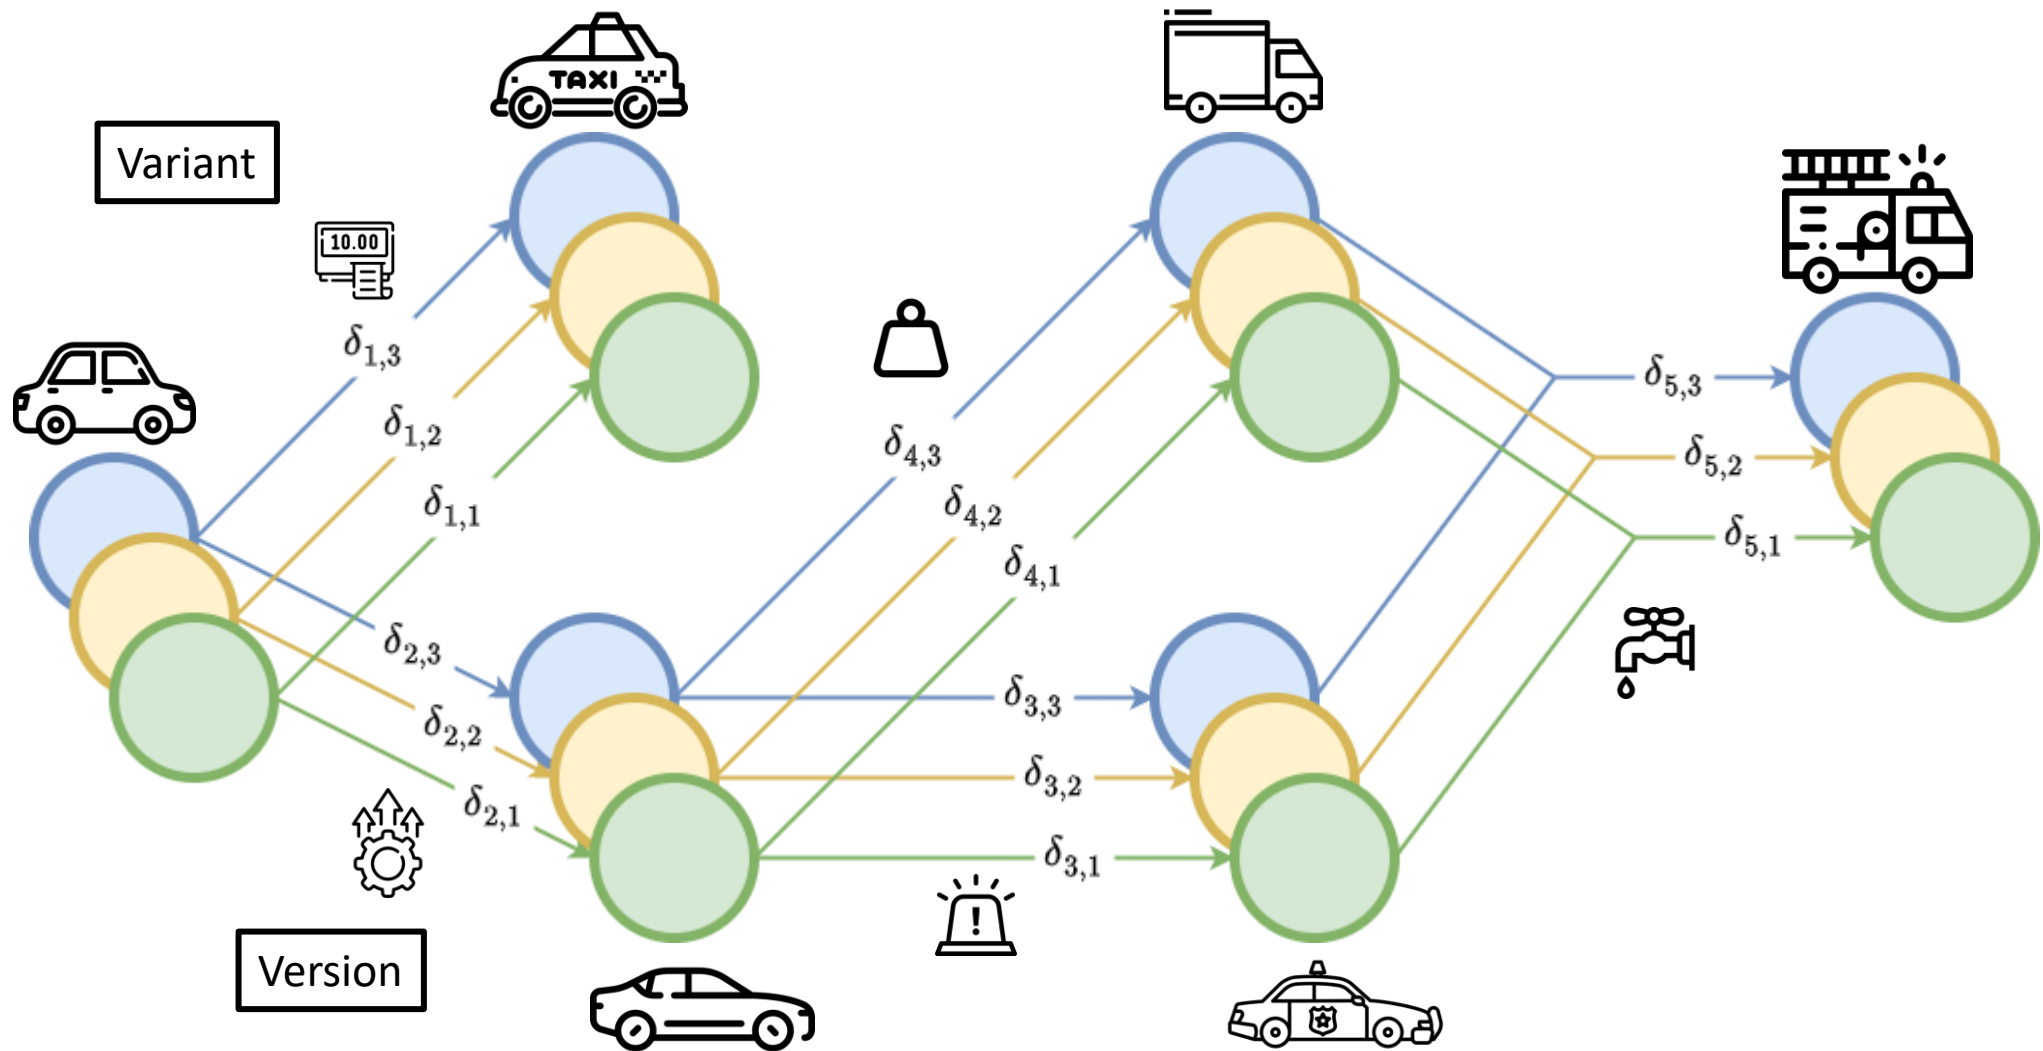 TAXI
Variant
10.00
δ1,3
δ1,2
δ1,1
δ2,3
δ2,2
δ2,1
Version
δ4,3
δ4,2
δ4,1
δ3,3
δ3,2
δ3,1
!
δ5,3
δ5,2
δ5,1